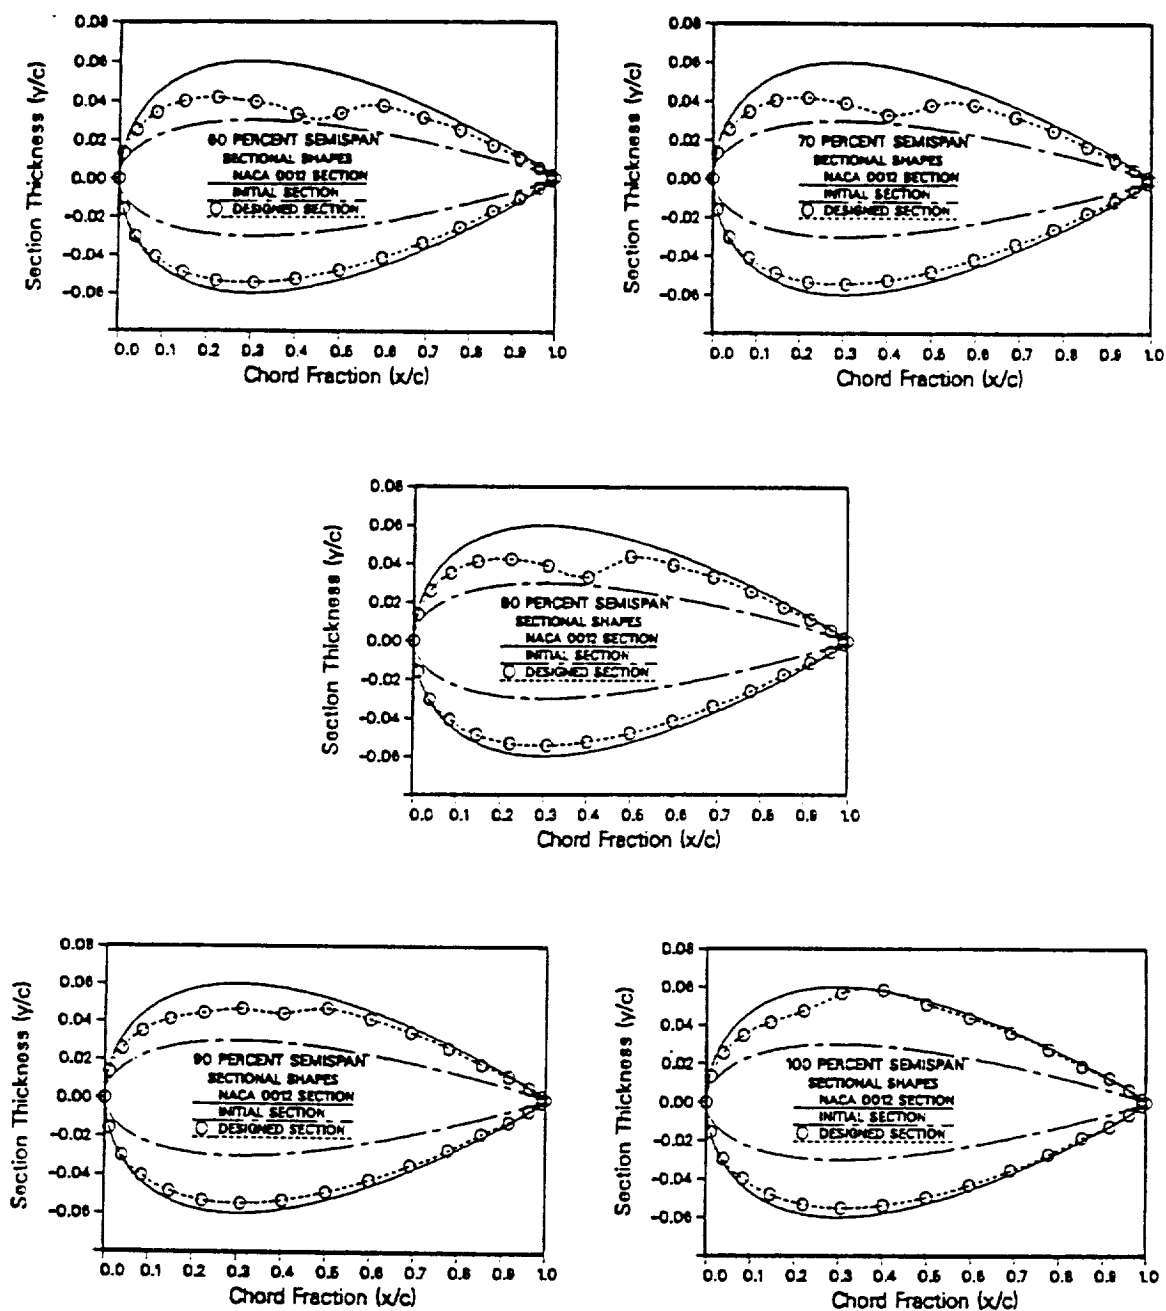 0.08
0.06
0.04
0.02
0.00
-0.02
-0.04
-0.06
Section Thickness (y/c)
60 PERCENT SEMISPAN
SECTIONAL SHAPES
NACA 0012 SECTION
INITIAL SECTION
DESIGNED SECTION
0.0 0.1 0.2 0.3 0.4 0.5 0.6 0.7 0.8 0.9 1.0
Chord Fraction (x/c)
0.08
0.06
0.04
0.02
0.00
-0.02
-0.04
-0.06
Section Thickness (y/c)
70 PERCENT SEMISPAN
SECTIONAL SHAPES
NACA 0012 SECTION
INITIAL SECTION
DESIGNED SECTION
0.0 0.1 0.2 0.3 0.4 0.5 0.6 0.7 0.8 0.9 1.0
Chord Fraction (x/c)
0.08
0.06
0.04
0.02
0.00
-0.02
-0.04
-0.06
Section Thickness (y/c)
80 PERCENT SEMISPAN
SECTIONAL SHAPES
NACA 0012 SECTION
INITIAL SECTION
DESIGNED SECTION
0.0 0.1 0.2 0.3 0.4 0.5 0.6 0.7 0.8 0.9 1.0
Chord Fraction (x/c)
0.08
0.06
0.04
0.02
0.00
-0.02
-0.04
-0.06
Section Thickness (y/c)
90 PERCENT SEMISPAN
SECTIONAL SHAPES
NACA 0012 SECTION
INITIAL SECTION
DESIGNED SECTION
0.0 0.1 0.2 0.3 0.4 0.5 0.6 0.7 0.8 0.9 1.0
Chord Fraction (x/c)
0.08
0.06
0.04
0.02
0.00
-0.02
-0.04
-0.06
Section Thickness (y/c)
100 PERCENT SEMISPAN
SECTIONAL SHAPES
NACA 0012 SECTION
INITIAL SECTION
DESIGNED SECTION
0.0 0.1 0.2 0.3 0.4 0.5 0.6 0.7 0.8 0.9 1.0
Chord Fraction (x/c)